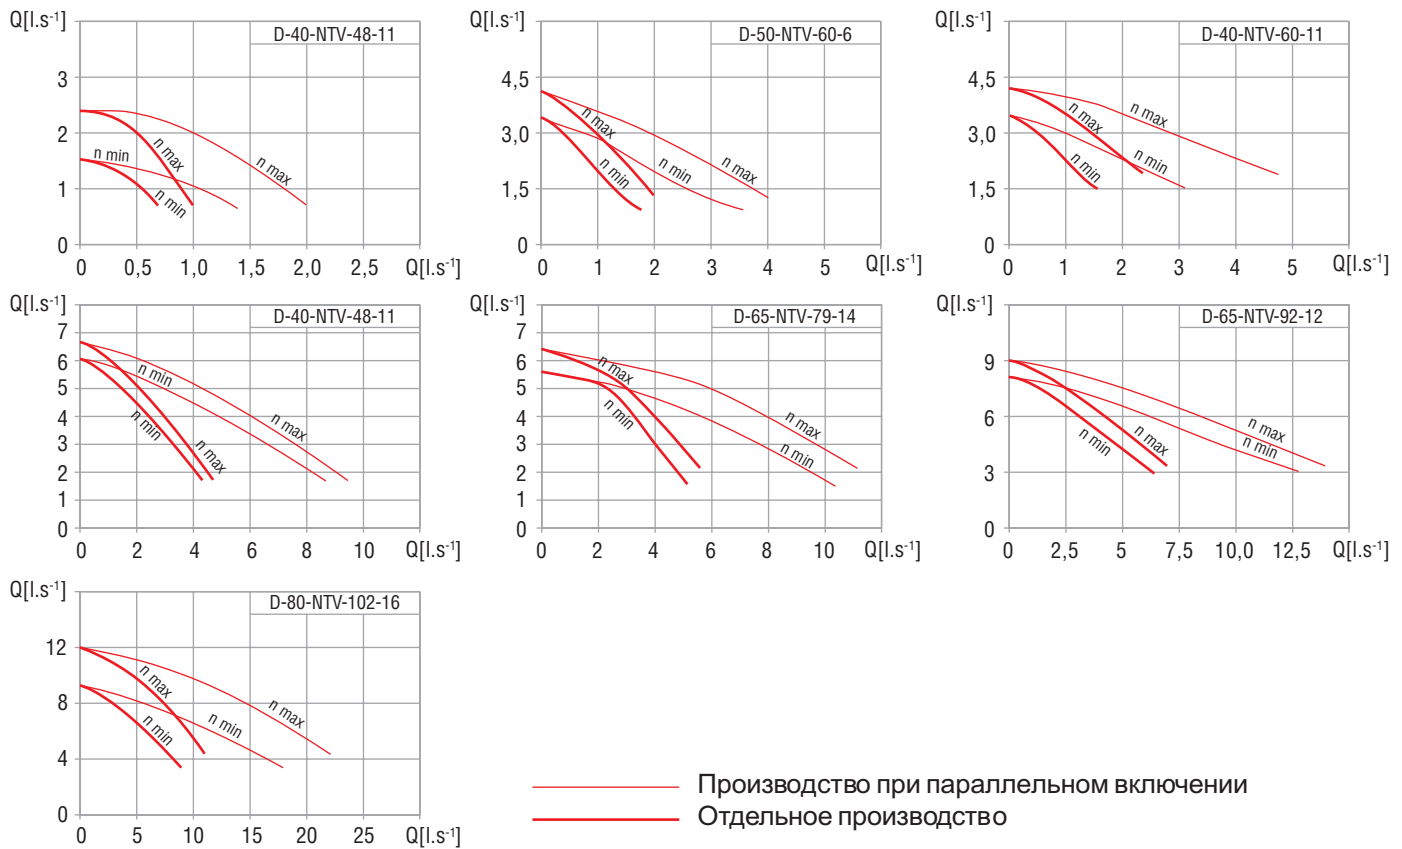 Q[l.s⁻¹]
D-40-NTV-48-11
3
2
1
0
n min
n max
n max
n min
0 0,5 1,0 1,5 2,0 2,5 Q[l.s⁻¹]
Q[l.s⁻¹]
D-50-NTV-60-6
4,5
3,0
1,5
0
n max
n min
n min
n max
0 1 2 3 4 5 Q[l.s⁻¹]
Q[l.s⁻¹]
D-40-NTV-60-11
4,5
3,0
1,5
0
n max
n max
n min
n min
0 1 2 3 4 5 Q[l.s⁻¹]
Q[l.s⁻¹]
D-40-NTV-48-11
7
6
5
4
3
2
1
0
n min
n min
n max
n max
0 2 4 6 8 10 Q[l.s⁻¹]
Q[l.s⁻¹]
D-65-NTV-79-14
7
6
5
4
3
2
1
0
n max
n min
n max
n min
0 2 4 6 8 10 Q[l.s⁻¹]
Q[l.s⁻¹]
D-65-NTV-92-12
9
6
3
0
n min
n max
n max
n min
0 2,5 5 7,5 10,0 12,5 Q[l.s⁻¹]
Q[l.s⁻¹]
D-80-NTV-102-16
12
8
4
0
n max
n min
n min
n max
0 5 10 15 20 25 Q[l.s⁻¹]
Производство при параллельном включении
Отдельное производство